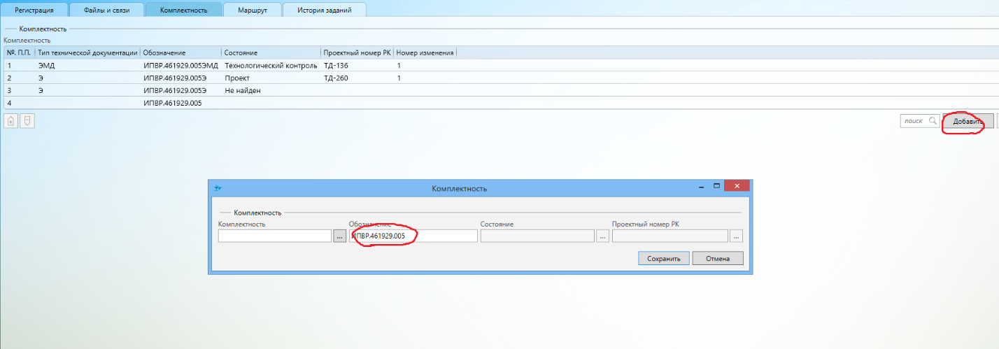 Регистрация Файлы и связи Комплектность Маршрут История заданий
Комплектность
Комплектность
№. П.П. Тип технической документации Обозначение Состояние Проектный номер РК Номер изменения
1 ЭМД ИПВР.461929.005ЭМД Технологический контроль ТД-136 1
2 Э ИПВР.461929.005Э Проект ТД-260 1
3 Э ИПВР.461929.005Э Не найден
4 ИПВР.461929.005
поиск Добавить
Комплектность
Комплектность
Комплектность Обозначение Состояние Проектный номер РК
... ИПВР.461929.005 ... ...
Сохранить Отмена